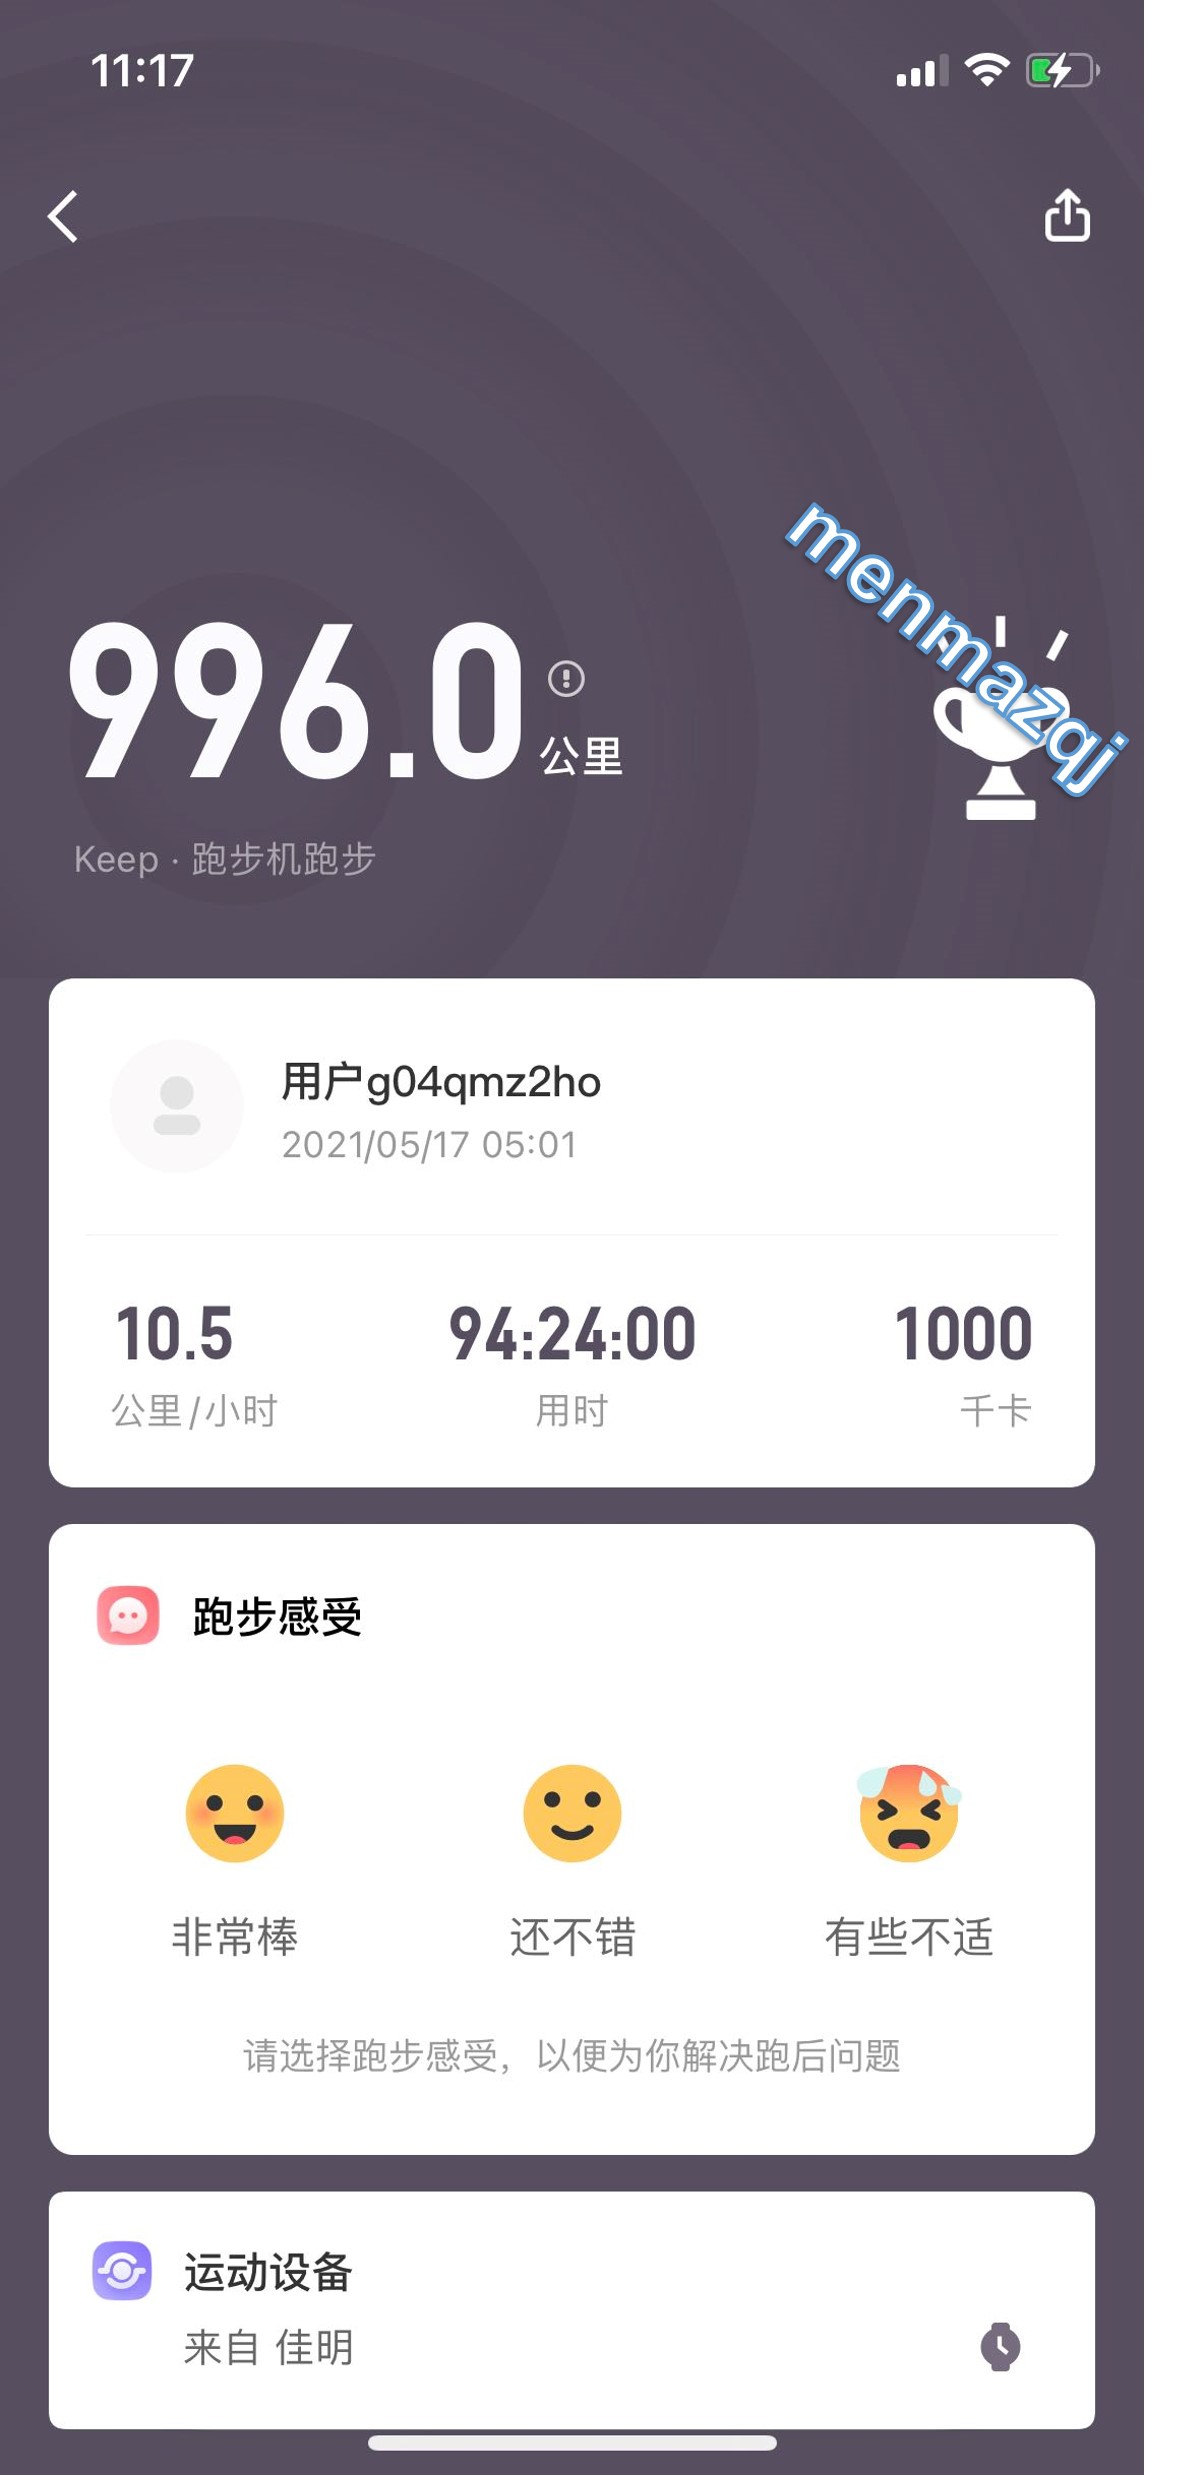 11:17
menmazqj
996.0 公里
Keep · 跑步机跑步
用户g04qmz2ho
2021/05/17 05:01
10.5 94:24:00 1000
公里/小时 用时 千卡
跑步感受
非常棒 还不错 有些不适
请选择跑步感受，以便为你解决跑后问题
运动设备
来自 佳明